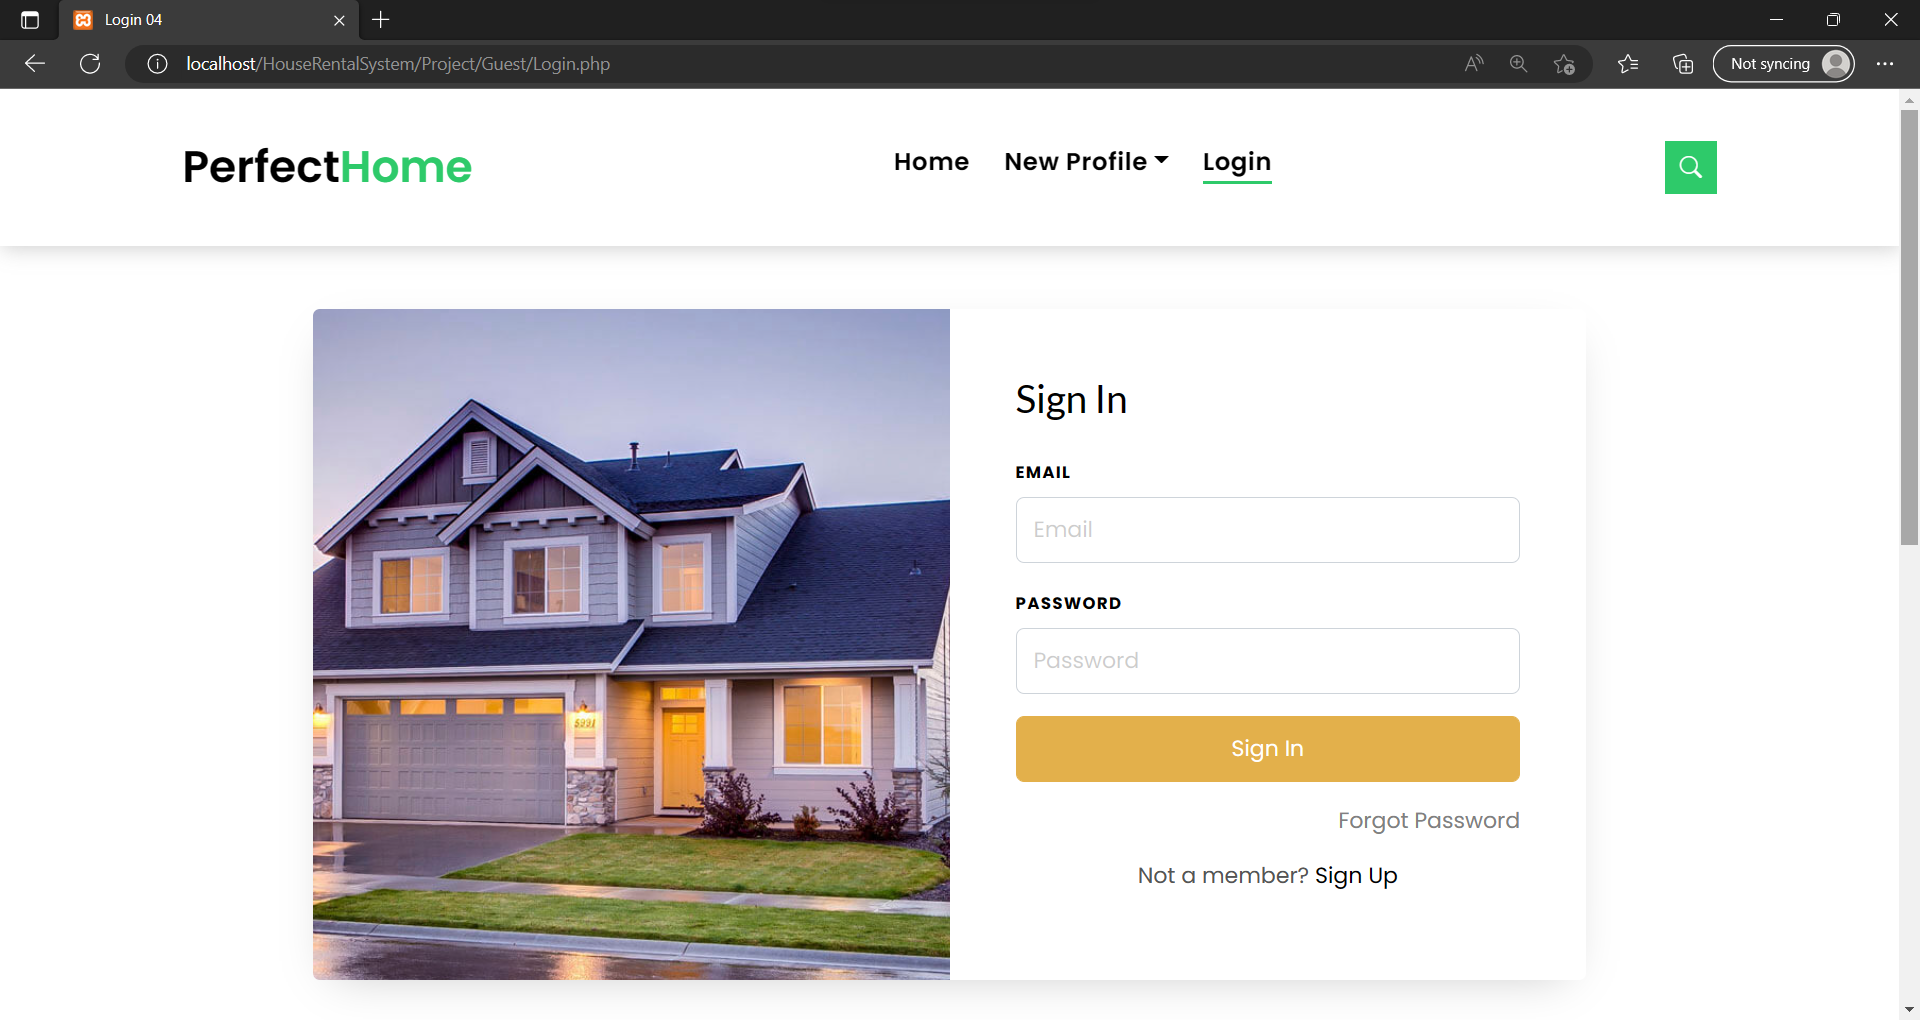 Login 04
localhost/HouseRentalSystem/Project/Guest/Login.php
Not syncing
PerfectHome
Home
New Profile
Login
5991
Sign In
EMAIL
Email
PASSWORD
Password
Sign In
Forgot Password
Not a member? Sign Up